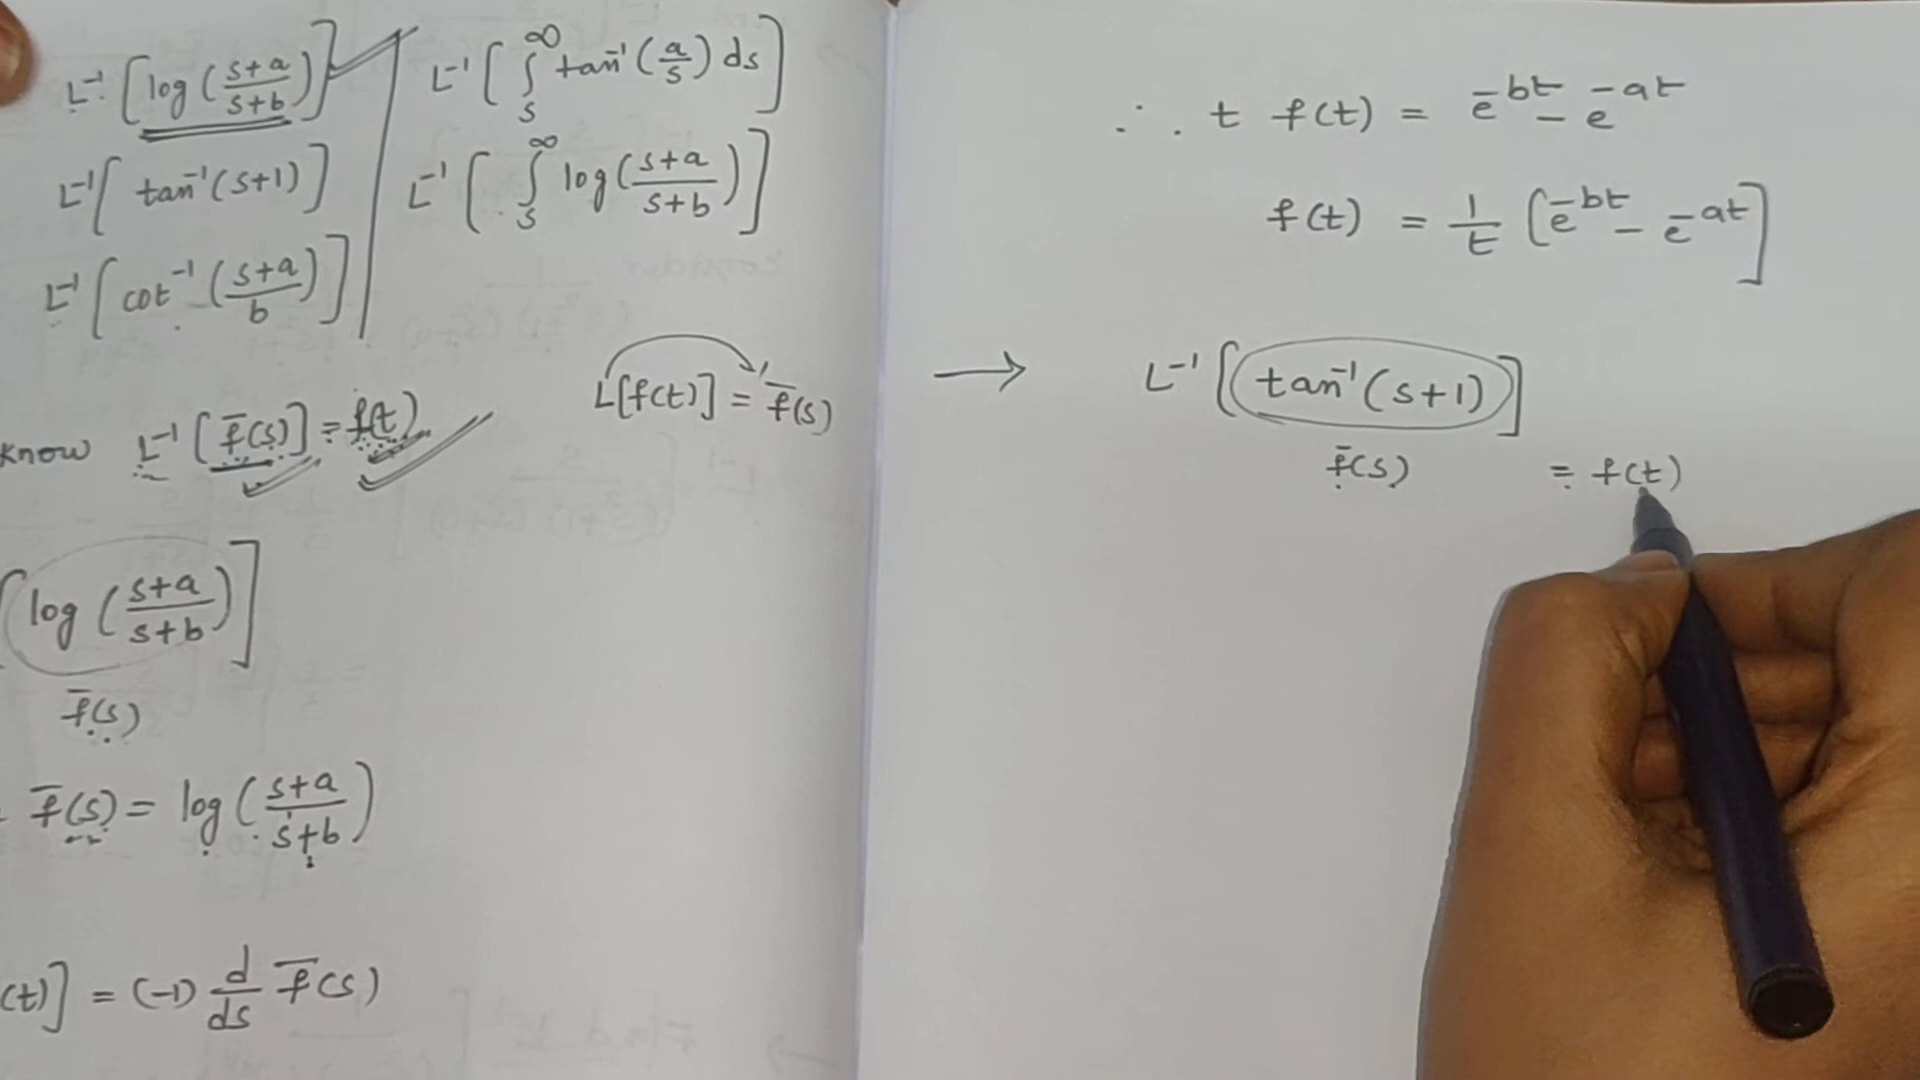 L⁻¹ [log (s+a / s+b)]
L⁻¹ [tan⁻¹ (s+1)]
L⁻¹ [cot⁻¹ (s+a / b)]
L⁻¹ [∫ₛ^∞ tan⁻¹ (a/s) ds]
L⁻¹ [∫ₛ^∞ log (s+a / s+b)]
know L⁻¹ [f̄(s)] = f(t)
L[f(t)] = f̄(s)
[log (s+a / s+b)]
f̄(s)
f̄(s) = log (s+a / s+b)
(t)] = (-1) d/ds f̄(s)
∴ t f(t) = e^-bt - e^-at
f(t) = 1/t [e^-bt - e^-at]
→ L⁻¹ [tan⁻¹ (s+1)]
f̄(s) = f(t)